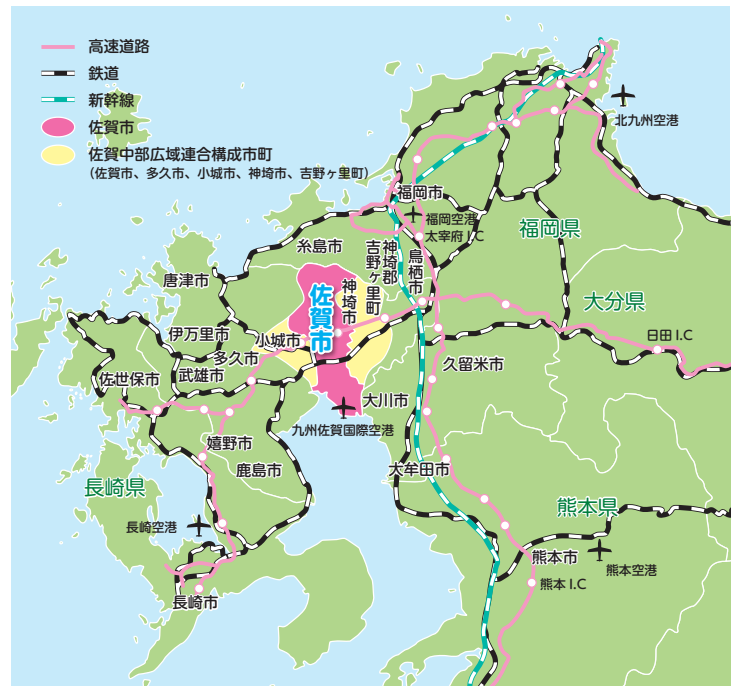 高速道路
鉄道
新幹線
佐賀市
佐賀中部広域連合構成市町
(佐賀市、多久市、小城市、神埼市、吉野ヶ里町)
北九州空港
福岡市
福岡空港
太宰府I.C
福岡県
糸島市
神埼郡
吉野ヶ里町
鳥栖市
唐津市
佐賀市
神埼市
大分県
伊万里市
小城市
日田I.C
多久市
久留米市
武雄市
佐世保市
大川市
九州佐賀国際空港
嬉野市
鹿島市
大牟田市
長崎県
熊本県
長崎空港
熊本市
熊本空港
熊本I.C
長崎市